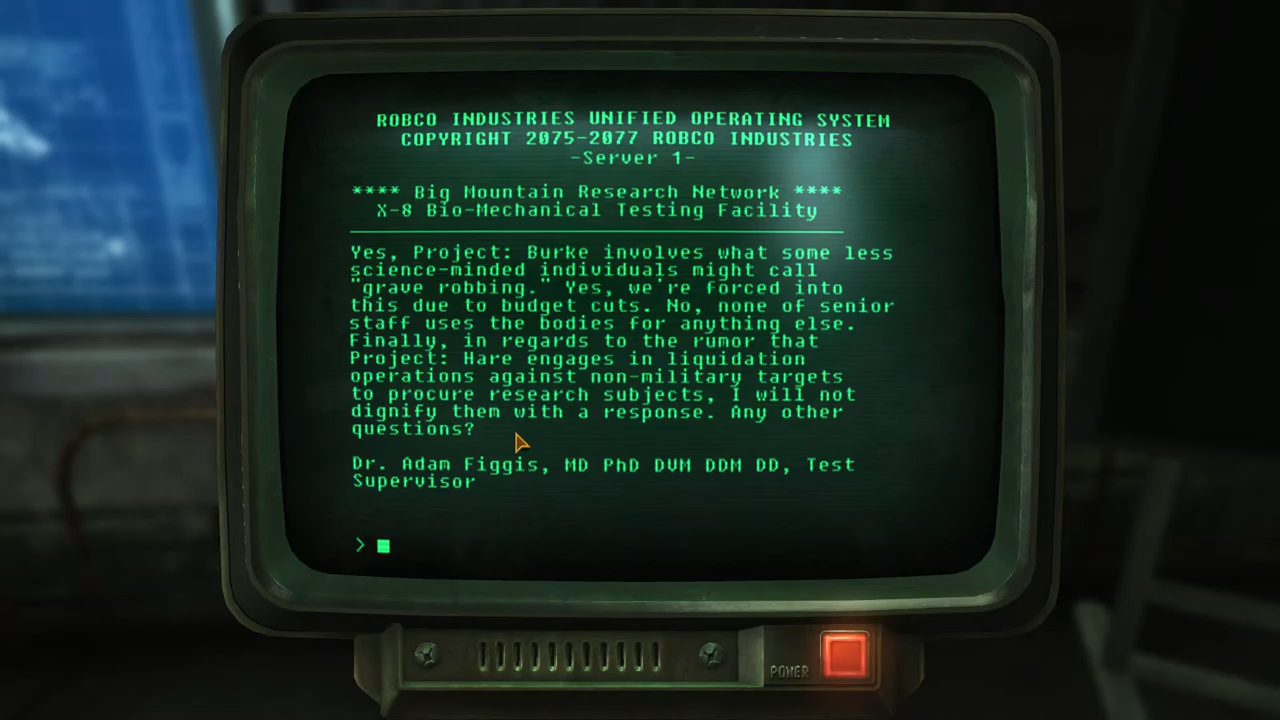 ROBCO INDUSTRIES UNIFIED OPERATING SYSTEM
COPYRIGHT 2075-2077 ROBCO INDUSTRIES
-Server 1-
**** Big Mountain Research Network ****
X-8 Bio-Mechanical Testing Facility
Yes, Project: Burke involves what some less
science-minded individuals might call
"grave robbing." Yes, we're forced into
this due to budget cuts. No, none of senior
staff uses the bodies for anything else.
Finally, in regards to the rumor that
Project: Hare engages in liquidation
operations against non-military targets
to procure research subjects, I will not
dignify them with a response. Any other
questions?
Dr. Adam Figgis, MD PhD DVM DDM DD, Test
Supervisor
>
POWER